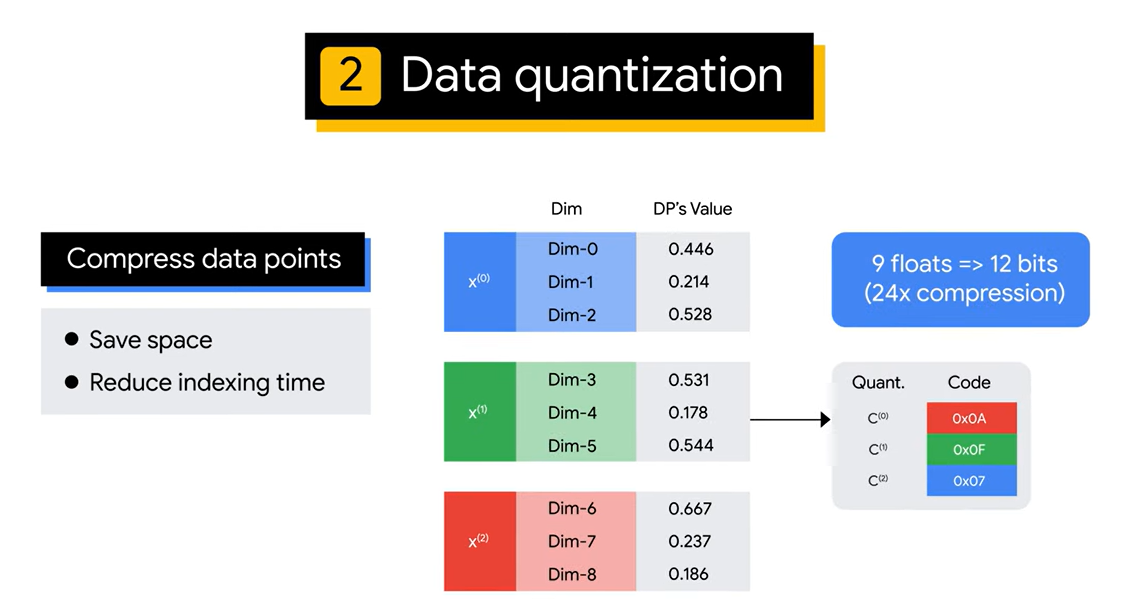 2 Data quantization
Compress data points
● Save space
● Reduce indexing time
Dim DP's Value
x⁽⁰⁾
Dim-0 0.446
Dim-1 0.214
Dim-2 0.528
x⁽¹⁾
Dim-3 0.531
Dim-4 0.178
Dim-5 0.544
x⁽²⁾
Dim-6 0.667
Dim-7 0.237
Dim-8 0.186
9 floats => 12 bits
(24x compression)
Quant. Code
C⁽⁰⁾ 0x0A
C⁽¹⁾ 0x0F
C⁽²⁾ 0x07